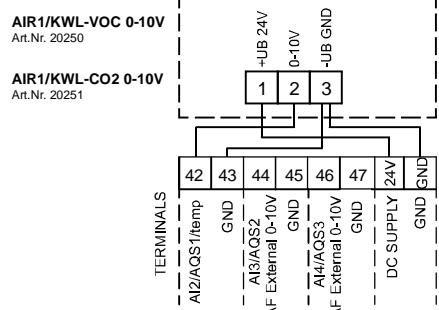 AIR1/KWL-VOC 0-10V
Art.Nr. 20250
AIR1/KWL-CO2 0-10V
Art.Nr. 20251
+UB 24V
0-10V
-UB GND
1 2 3
42 43 44 45 46 47 24V GND
TERMINALS
AI2/AQS1/temp
GND
AI3/AQS2
AF External 0-10V
GND
AI4/AQS3
AF External 0-10V
GND
DC SUPPLY
GND